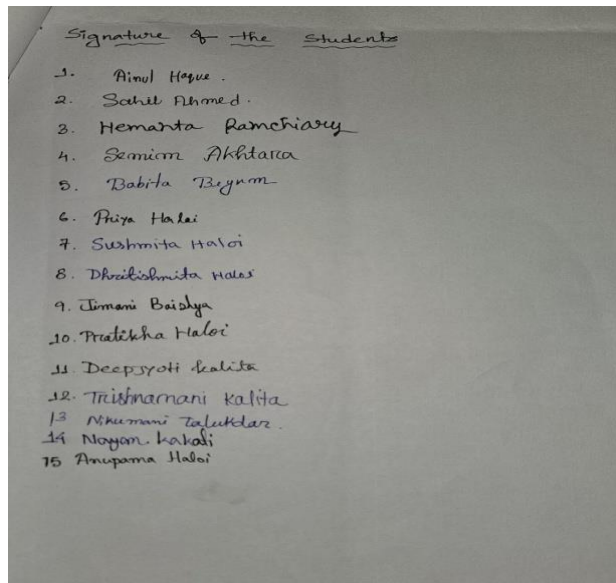 Signature of the Students
1. Ainul Haque.
2. Sahil Ahmed.
3. Hemanta Ramchiary
4. Semim Akhtara
5. Babita Begum
6. Priya Haloi
7. Sushmita Haloi
8. Dhritishmita Haloi
9. Jimani Baishya
10. Pratikha Haloi
11. Deepjyoti Kalita
12. Trishnamani Kalita
13 Nikumani Talukdar.
14 Nayan Kakati
15 Anupama Haloi